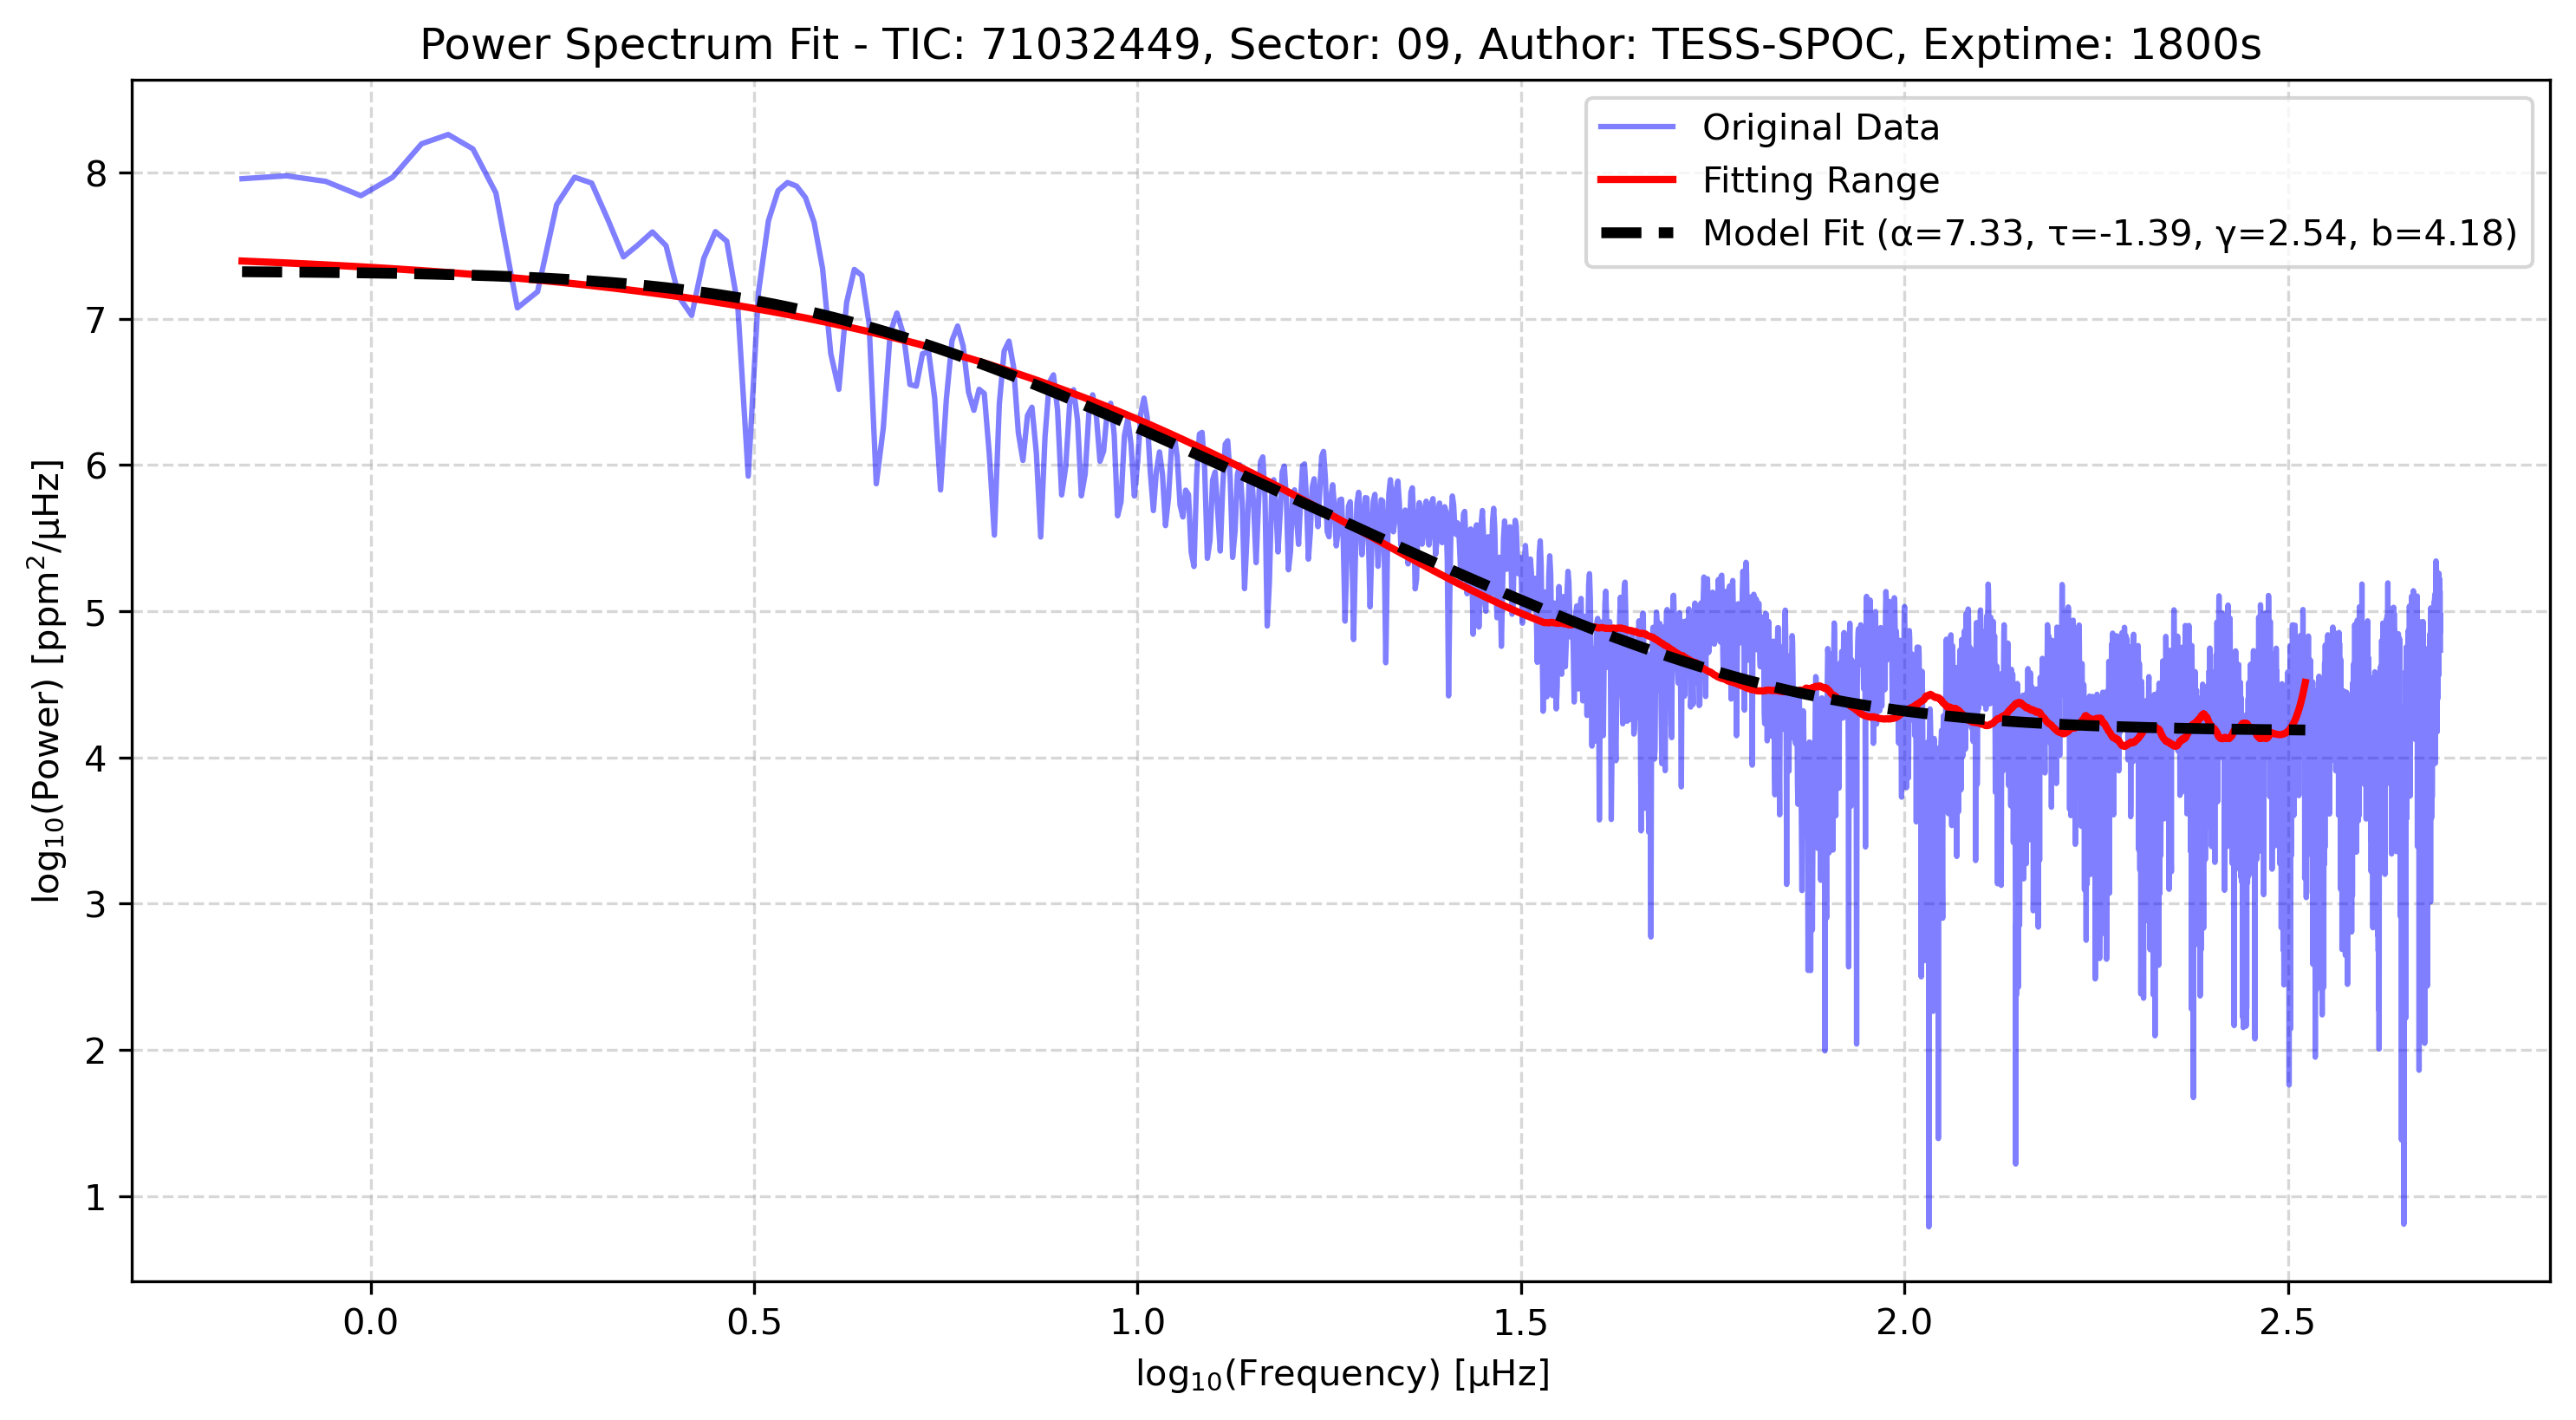 Power Spectrum Fit - TIC: 71032449, Sector: 09, Author: TESS-SPOC, Exptime: 1800s
Original Data
Fitting Range
Model Fit (α=7.33, τ=-1.39, γ=2.54, b=4.18)
log₁₀(Power) [ppm²/μHz]
8
7
6
5
4
3
2
1
0.0 0.5 1.0 1.5 2.0 2.5
log₁₀(Frequency) [μHz]